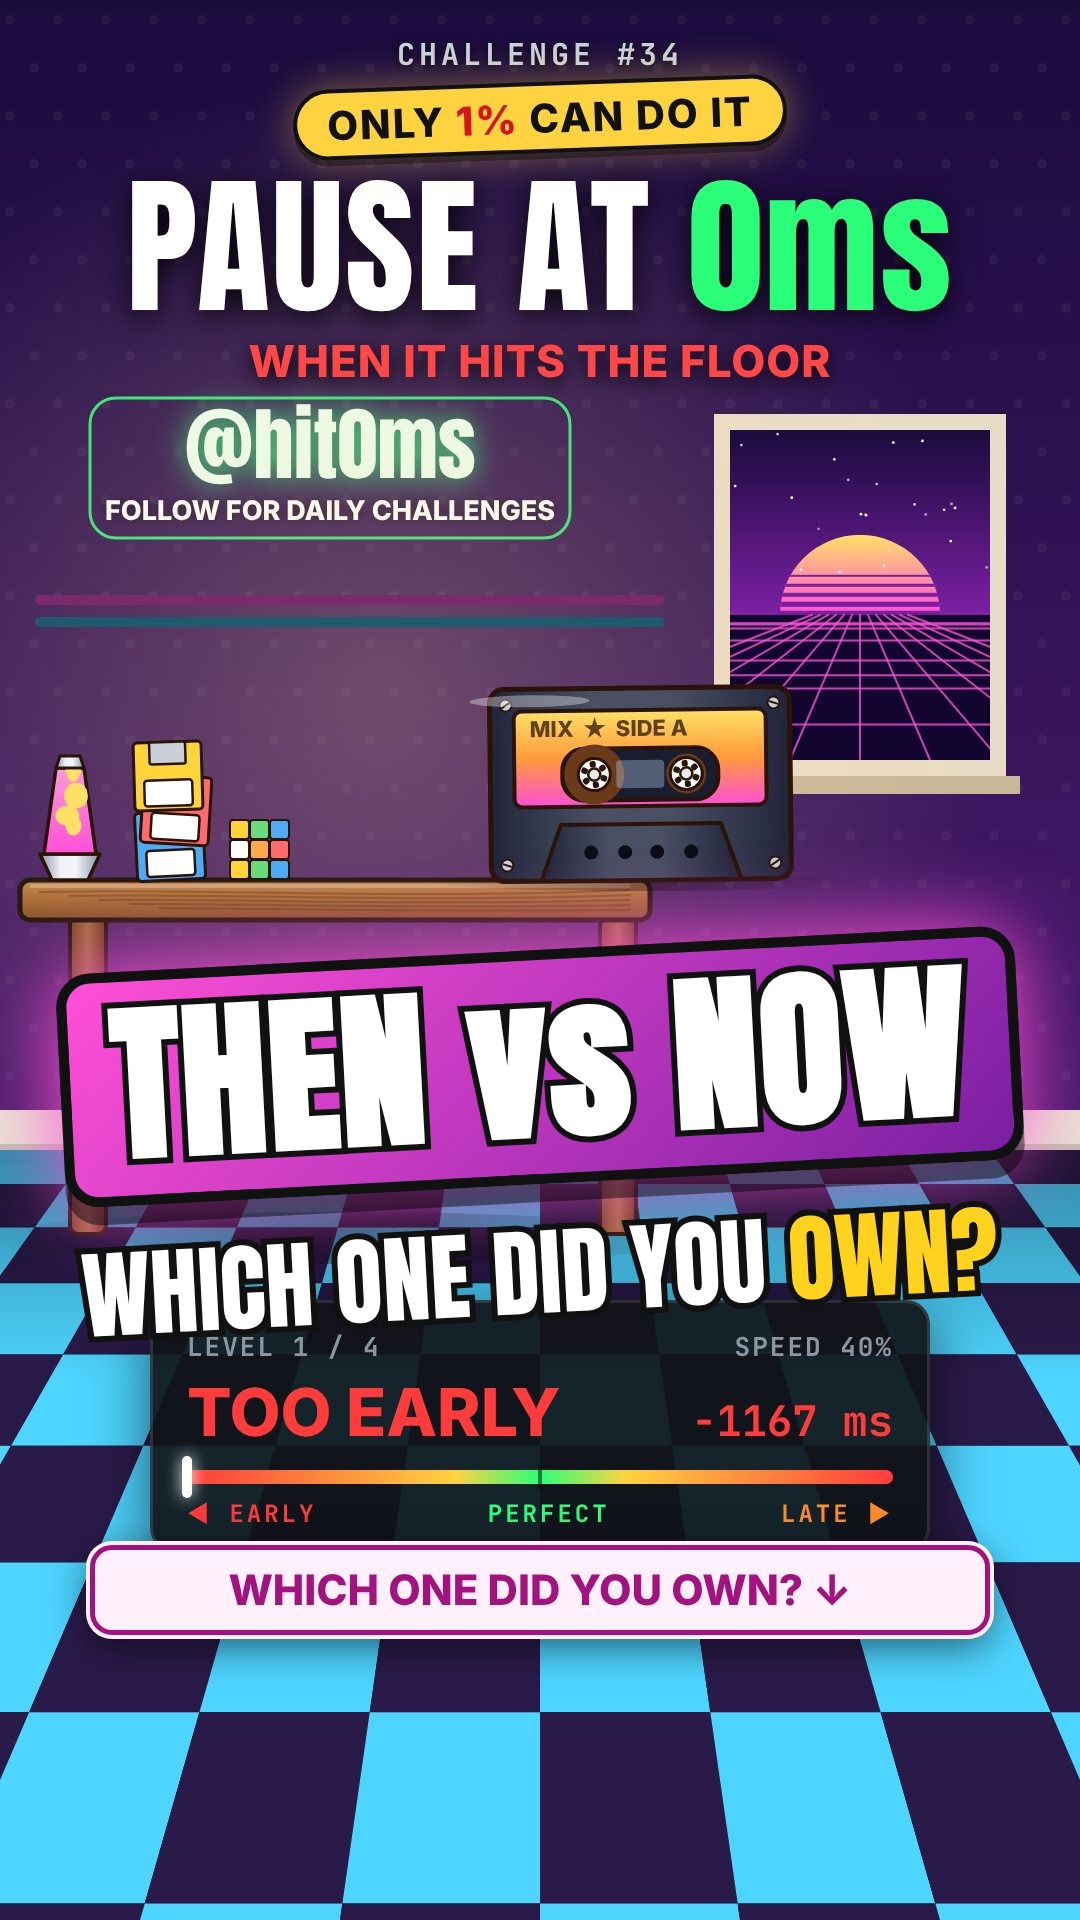 CHALLENGE #34
ONLY 1% CAN DO IT
PAUSE AT 0ms
WHEN IT HITS THE FLOOR
@hit0ms
FOLLOW FOR DAILY CHALLENGES
MIX ★ SIDE A
THEN vs NOW
WHICH ONE DID YOU OWN?
LEVEL 1 / 4
SPEED 40%
TOO EARLY
-1167 ms
◀ EARLY
PERFECT
LATE ▶
WHICH ONE DID YOU OWN? ↓